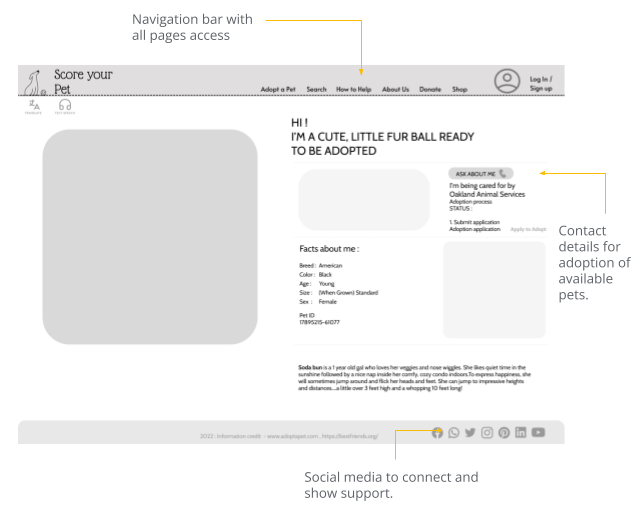 Navigation bar with
all pages access
Score your
Pet
Adopt a Pet Search How to Help About Us Donate Shop
Log In /
Sign up
HI !
I'M A CUTE, LITTLE FUR BALL READY
TO BE ADOPTED
ASK ABOUT ME
I'm being cared for by
Oakland Animal Services
Adoption process
STATUS :
1. Submit application
Adoption application Apply to Adopt
Contact
details for
adoption of
available
pets.
Facts about me :
Breed : American
Color : Black
Age : Young
Size : (When Grown) Standard
Sex : Female
Pet ID
17895215-61077
Soda bun is a 1 year old gal who loves her veggies and nose wiggles. She likes quiet time in the
sunshine followed by a nice nap inside her comfy, cozy condo indoors.To express happiness, she
will sometimes jump around and flick her heads and feet. She can jump to impressive heights
and distances....a little over 3 feet high and a whopping 10 feet long!
2022 : Information credit - www.adoptapet.com , https://bestfriends.org/
Social media to connect and
show support.